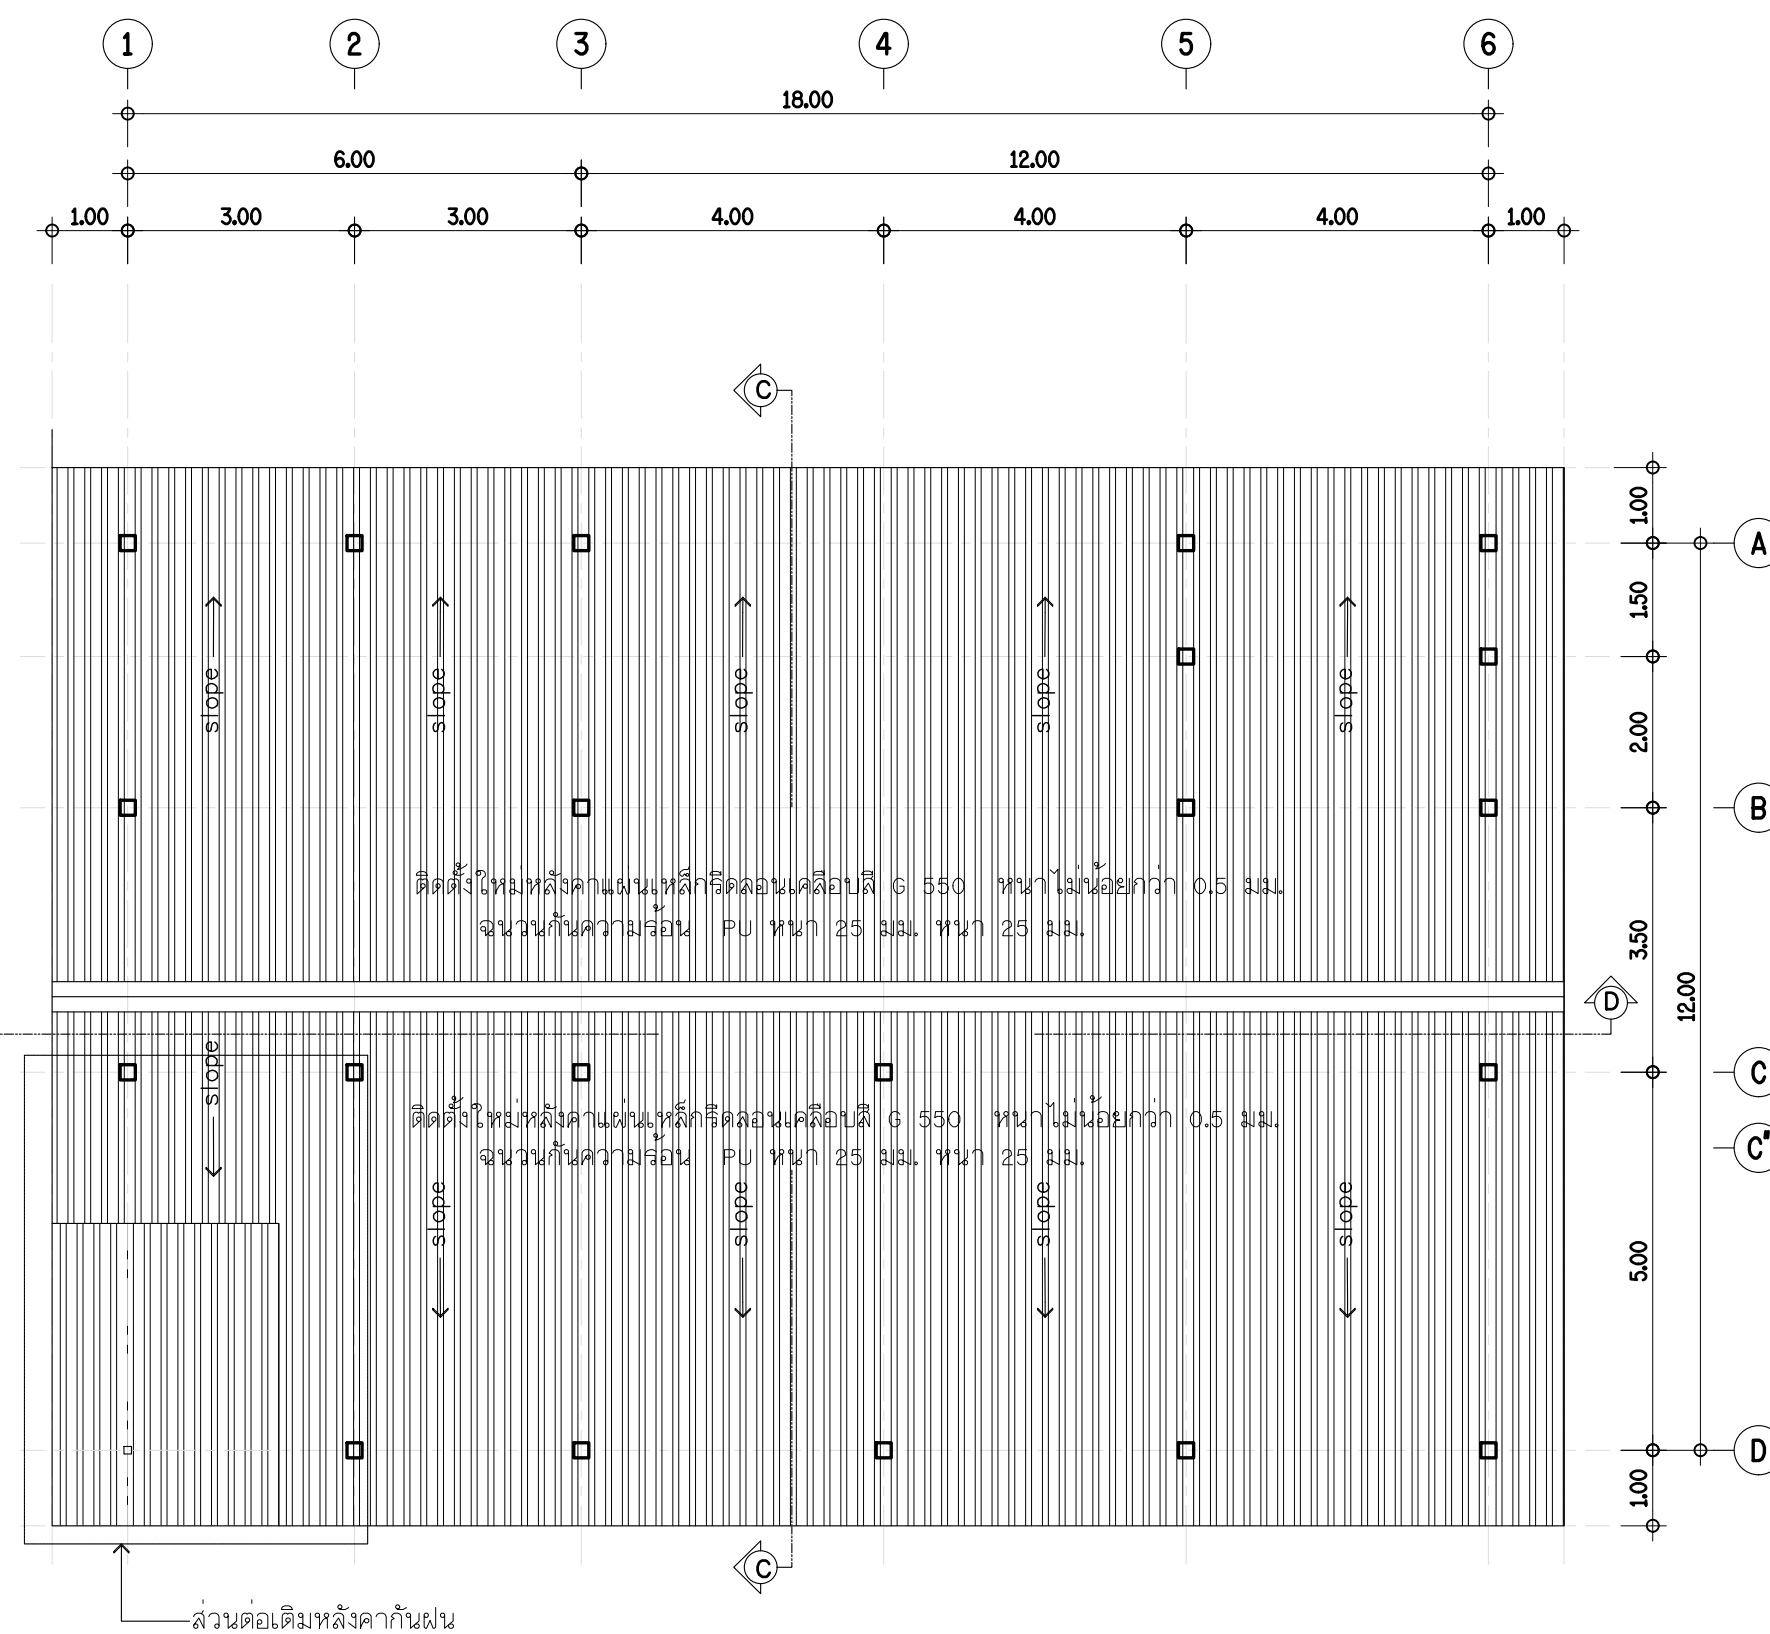 1 2 3 4 5 6
18.00
6.00 12.00
1.00 3.00 3.00 4.00 4.00 4.00 1.00
C
1.00
A
1.50
slope slope slope slope slope
2.00
B
ติดตั้งใหม่หลังคาแผ่นเหล็กรีดลอนเคลือบสี G 550 หนาไม่น้อยกว่า 0.5 มม.
ฉนวนกันความร้อน PU หนา 25 มม. หนา 25 มม.
3.50
12.00
D
slope
C
ติดตั้งใหม่หลังคาแผ่นเหล็กรีดลอนเคลือบสี G 550 หนาไม่น้อยกว่า 0.5 มม.
ฉนวนกันความร้อน PU หนา 25 มม. หนา 25 มม.
C"
slope slope slope slope
5.00
D
1.00
C
ส่วนต่อเติมหลังคากันฝน